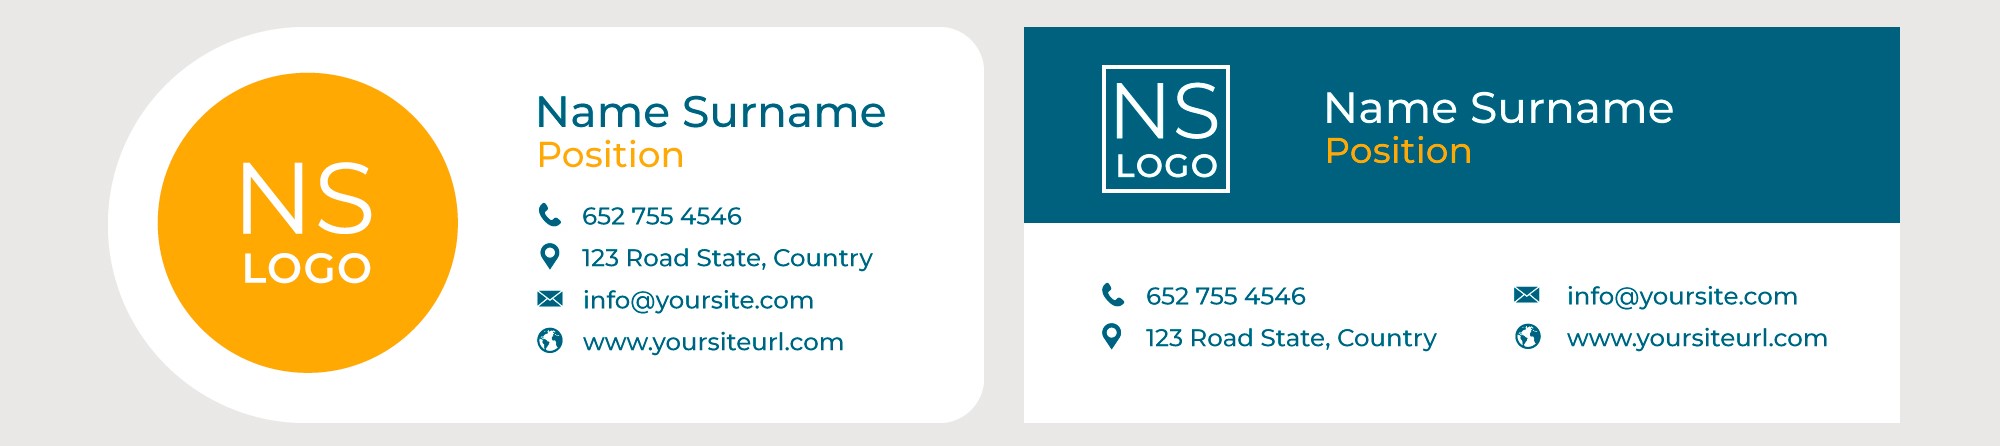 NS
LOGO
Name Surname
Position
652 755 4546
123 Road State, Country
info@yoursite.com
www.yoursiteurl.com
NS
LOGO
Name Surname
Position
652 755 4546
123 Road State, Country
info@yoursite.com
www.yoursiteurl.com